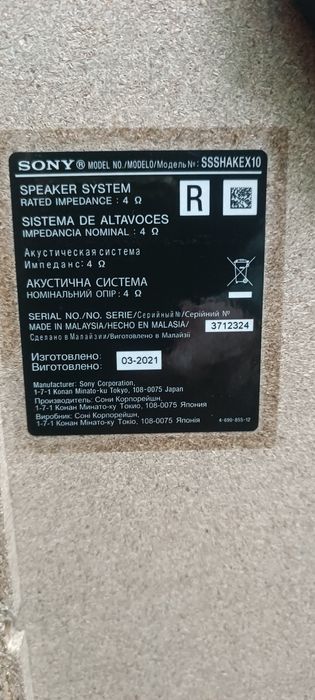 SONY® MODEL NO./MODELO/Модель №: SSSHAKEX10
SPEAKER SYSTEM
RATED IMPEDANCE : 4 Ω
R
SISTEMA DE ALTAVOCES
IMPEDANCIA NOMINAL : 4 Ω
Акустическая система
Импеданс: 4 Ω
АКУСТИЧНА СИСТЕМА
НОМІНАЛЬНИЙ ОПІР: 4 Ω
SERIAL NO./NO. SERIE/Серийный №/Серійний №
MADE IN MALAYSIA/HECHO EN MALASIA/ 3712324
Сделано в Малайзии/Виготовлено в Малайзії
Изготовлено:
Виготовлено: 03-2021
Manufacturer: Sony Corporation,
1-7-1 Konan Minato-ku Tokyo, 108-0075 Japan
Производитель: Сони Корпорейшн,
1-7-1 Конан Минато-ку Токио, 108-0075 Япония
Виробник: Соні Корпорейшн,
1-7-1 Конан Мінато-ку Токіо, 108-0075 Японія 4-690-855-12